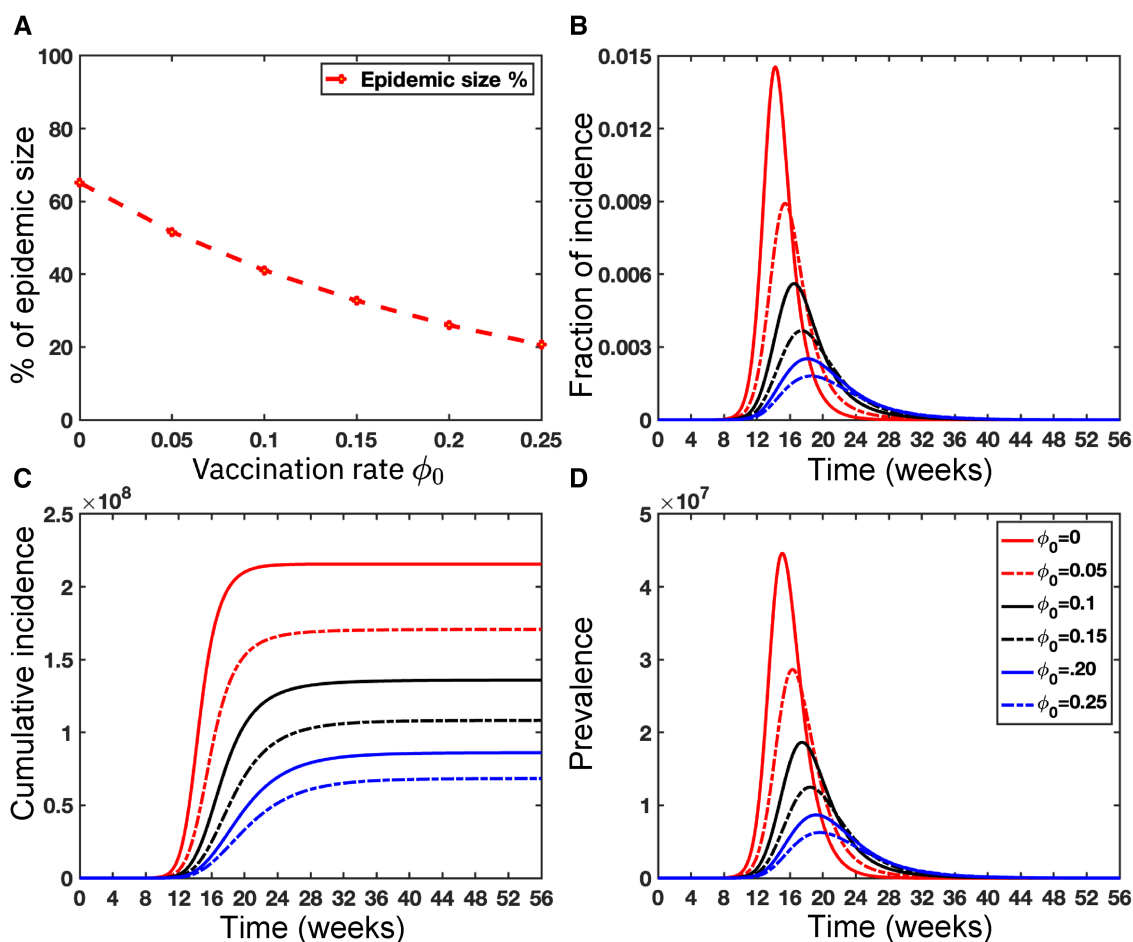 A
100
80
60
40
20
0
% of epidemic size
Epidemic size %
0 0.05 0.1 0.15 0.2 0.25
Vaccination rate ϕ₀
B
0.015
0.012
0.009
0.006
0.003
0
Fraction of incidence
0 4 8 12 16 20 24 28 32 36 40 44 48 52 56
Time (weeks)
C
×10⁸
2.5
2
1.5
1
0.5
0
Cumulative incidence
0 4 8 12 16 20 24 28 32 36 40 44 48 52 56
Time (weeks)
D
×10⁷
5
4
3
2
1
0
Prevalence
ϕ₀=0
ϕ₀=0.05
ϕ₀=0.1
ϕ₀=0.15
ϕ₀=.20
ϕ₀=0.25
0 4 8 12 16 20 24 28 32 36 40 44 48 52 56
Time (weeks)